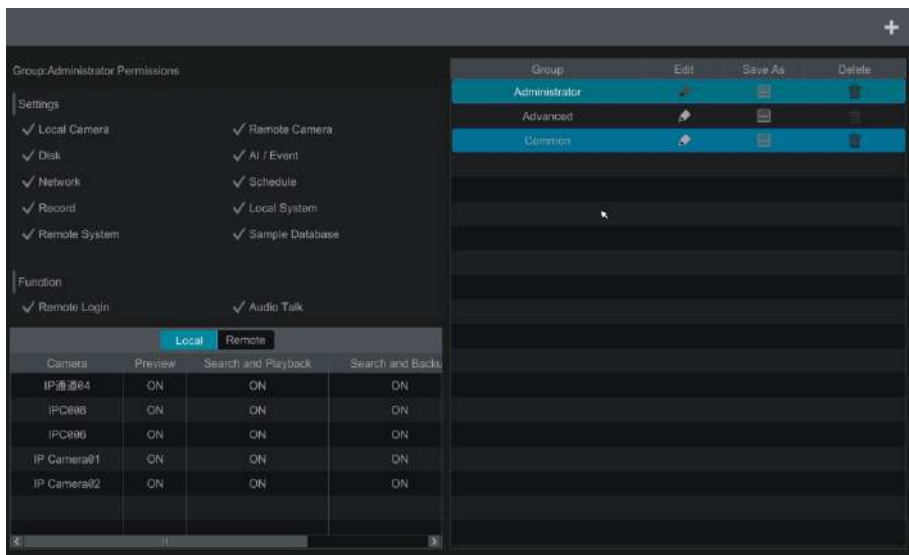 Group:Administrator Permissions
Settings
Local Camera Remote Camera
Disk AI / Event
Network Schedule
Record Local System
Remote System Sample Database
Function
Remote Login Audio Talk
Local Remote
Camera Preview Search and Playback Search and Backu
IP通道04 ON ON ON
ON ON ON
ON ON ON
IP Camera01 ON ON ON
IP Camera02 ON ON ON
Group Edit Save As Delete
Administrator
Advanced
Common